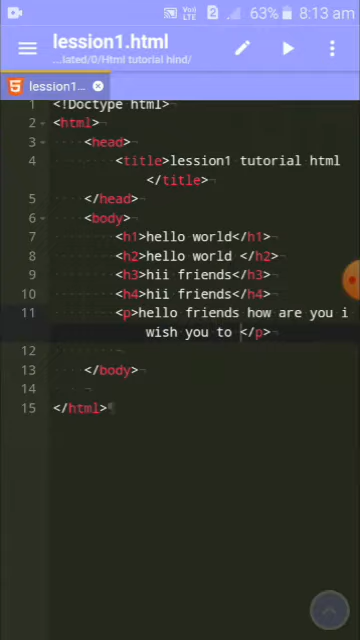 63% 8:13 am
lession1.html
...lated/0/Html tutorial hind/
lession1...
1 <!Doctype html>
2 <html>
3 <head>
4 <title>lession1 tutorial html
</title>
5 </head>
6 <body>
7 <h1>hello world</h1>
8 <h2>hello world </h2>
9 <h3>hii friends</h3>
10 <h4>hii friends</h4
11 <p>hello friends how are you i
wish you to </p>
12
13 </body>
14
15 </html>